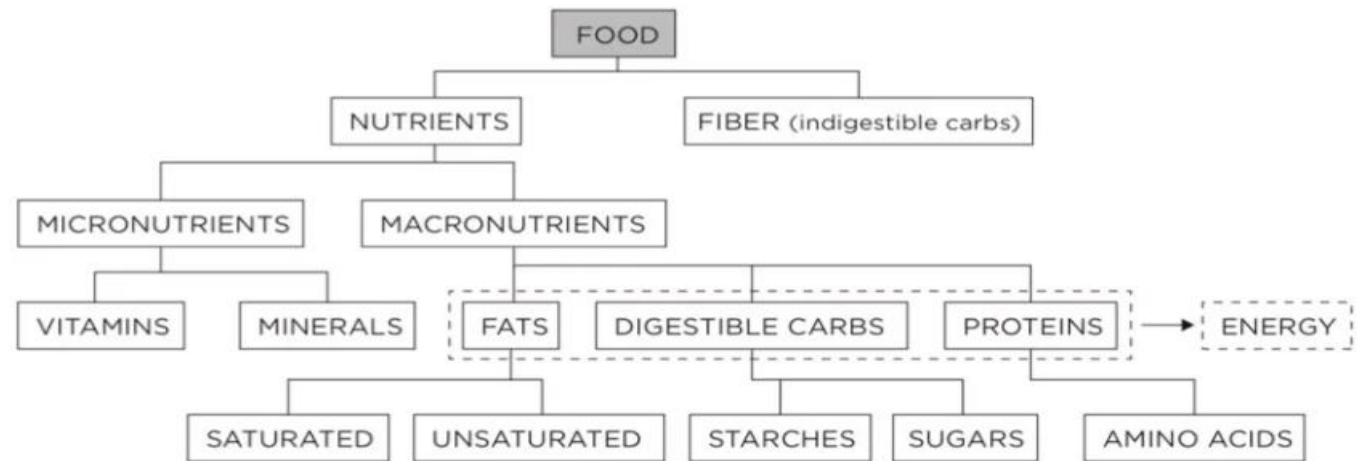 FOOD
NUTRIENTS
FIBER (indigestible carbs)
MICRONUTRIENTS
MACRONUTRIENTS
VITAMINS
MINERALS
FATS
DIGESTIBLE CARBS
PROTEINS
ENERGY
SATURATED
UNSATURATED
STARCHES
SUGARS
AMINO ACIDS